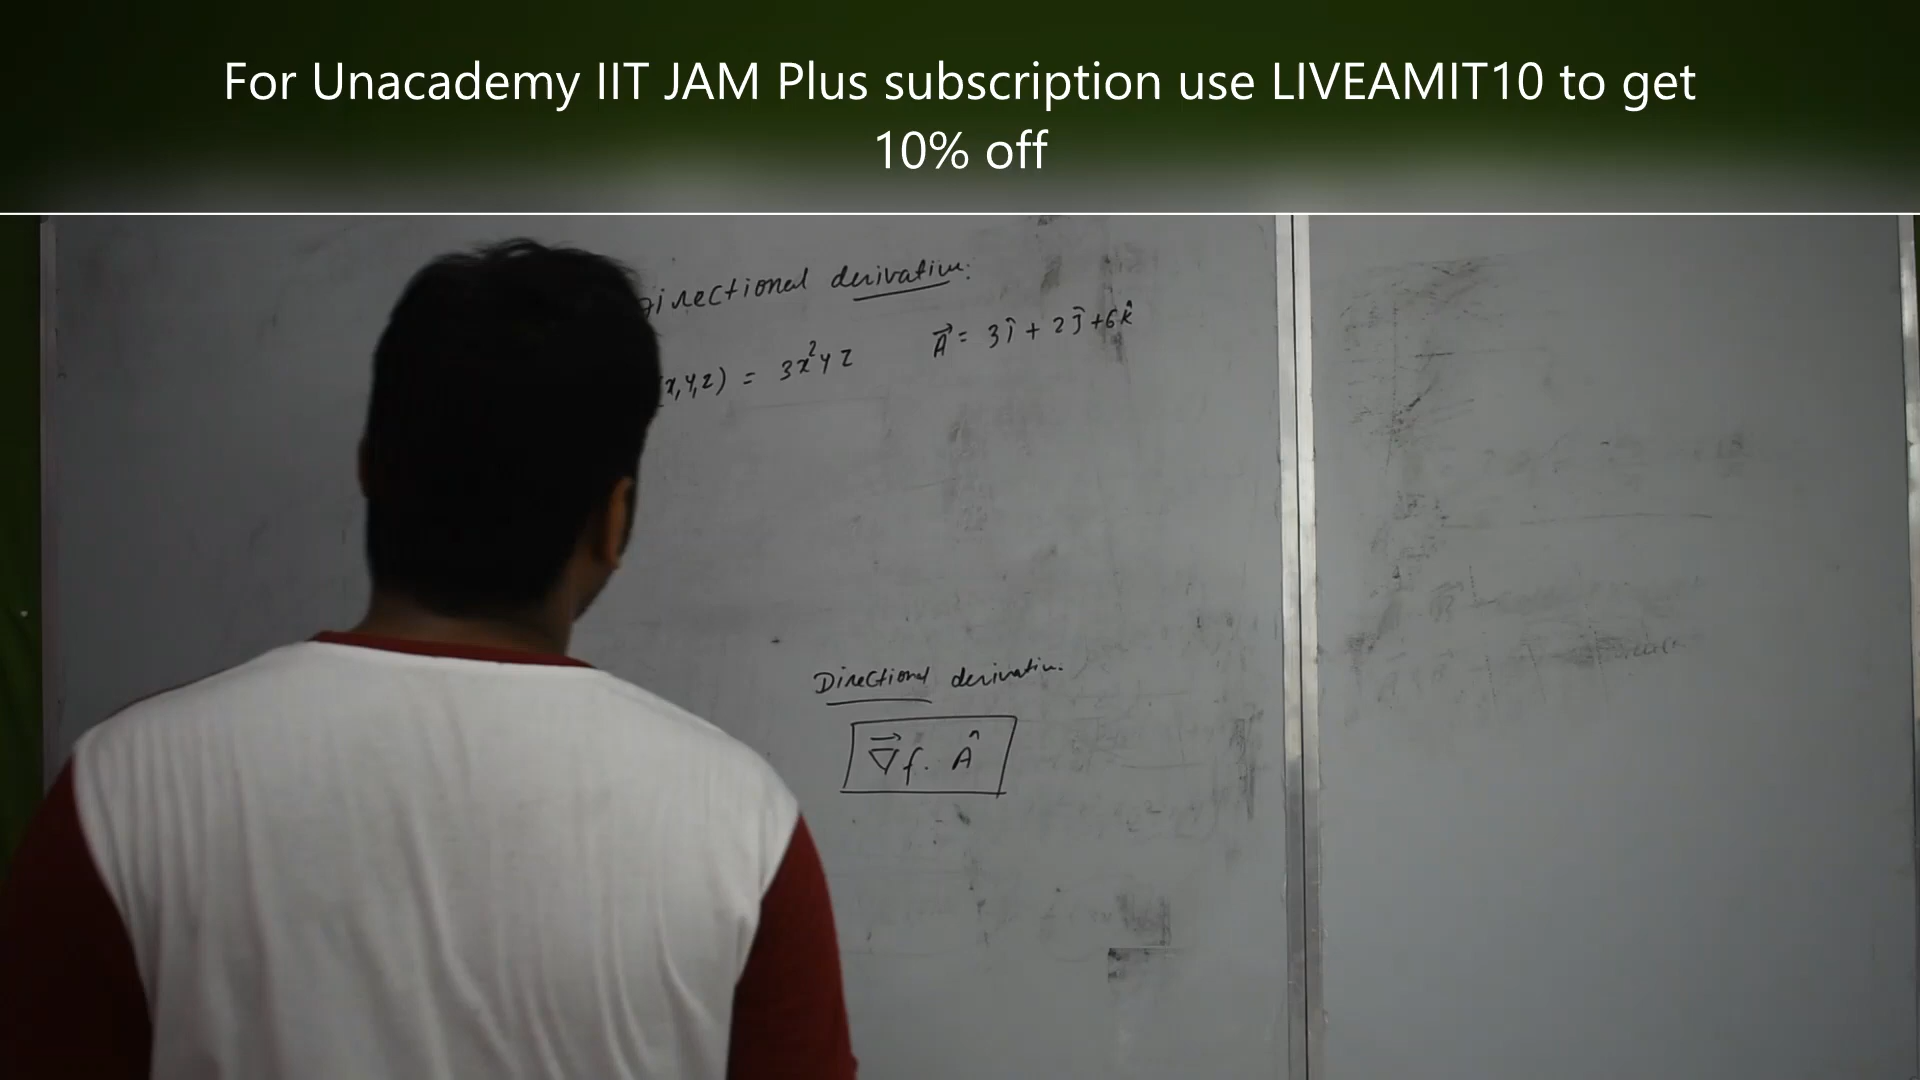 For Unacademy IIT JAM Plus subscription use LIVEAMIT10 to get
10% off
Directional derivative:
(x,y,z) = 3x²yz
A⃗ = 3î + 2ĵ + 6k̂
Directional derivative.
∇⃗f. Â